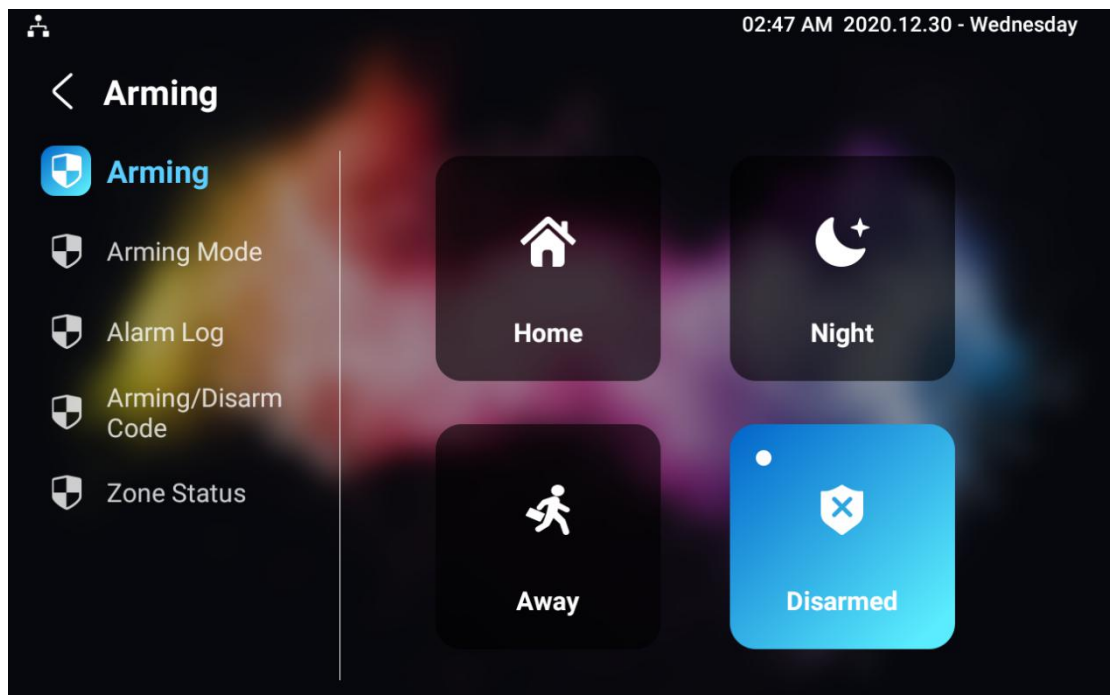 02:47 AM 2020.12.30 - Wednesday
Arming
Arming
Arming Mode
Alarm Log
Arming/Disarm
Code
Zone Status
Home
Night
Away
Disarmed